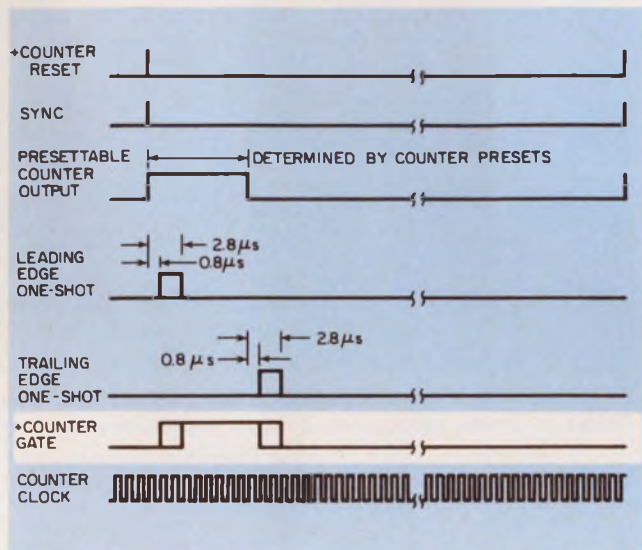 +COUNTER
RESET
SYNC
PRESETTABLE
COUNTER
OUTPUT
DETERMINED BY COUNTER PRESETS
LEADING
EDGE
ONE-SHOT
2.8µs
0.8µs
TRAILING
EDGE
ONE-SHOT
0.8 µs
2.8µs
+COUNTER
GATE
COUNTER
CLOCK